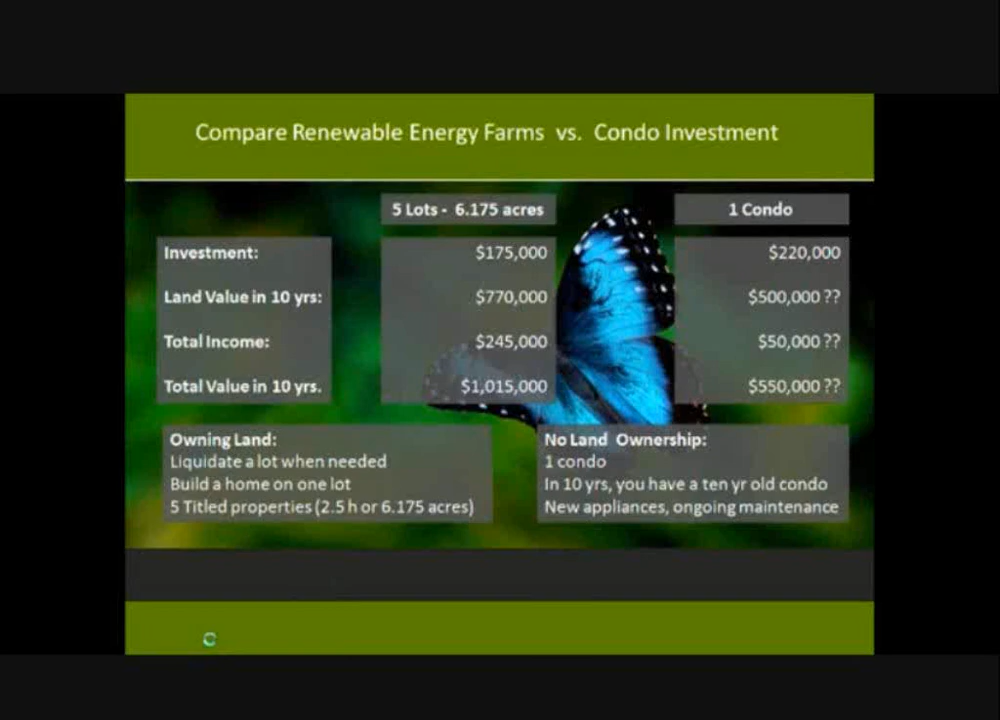 Compare Renewable Energy Farms vs. Condo Investment
5 Lots - 6.175 acres
1 Condo
Investment: $175,000 $220,000
Land Value in 10 yrs: $770,000 $500,000 ??
Total Income: $245,000 $50,000 ??
Total Value in 10 yrs. $1,015,000 $550,000 ??
Owning Land:
Liquidate a lot when needed
Build a home on one lot
5 Titled properties (2.5 h or 6.175 acres)
No Land Ownership:
1 condo
In 10 yrs, you have a ten yr old condo
New appliances, ongoing maintenance